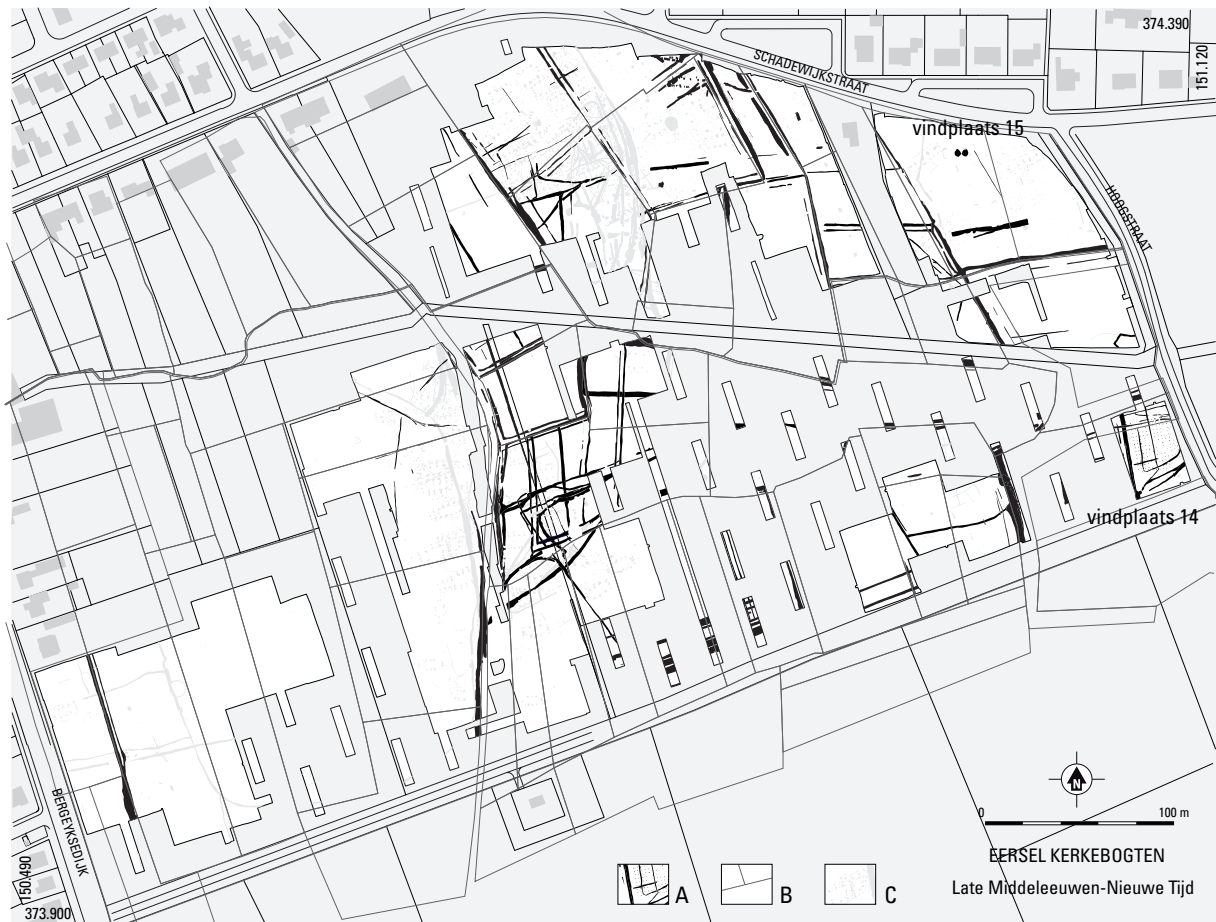 374.390
151.120
SCHADEWIJKSTRAAT
vindplaats 15
HOOGSTRAAT
vindplaats 14
N
0 100 m
EERSEL KERKEBOGTEN
Late Middeleeuwen-Nieuwe Tijd
A B C
BERGEYKSEDIJK
150.490
373.900